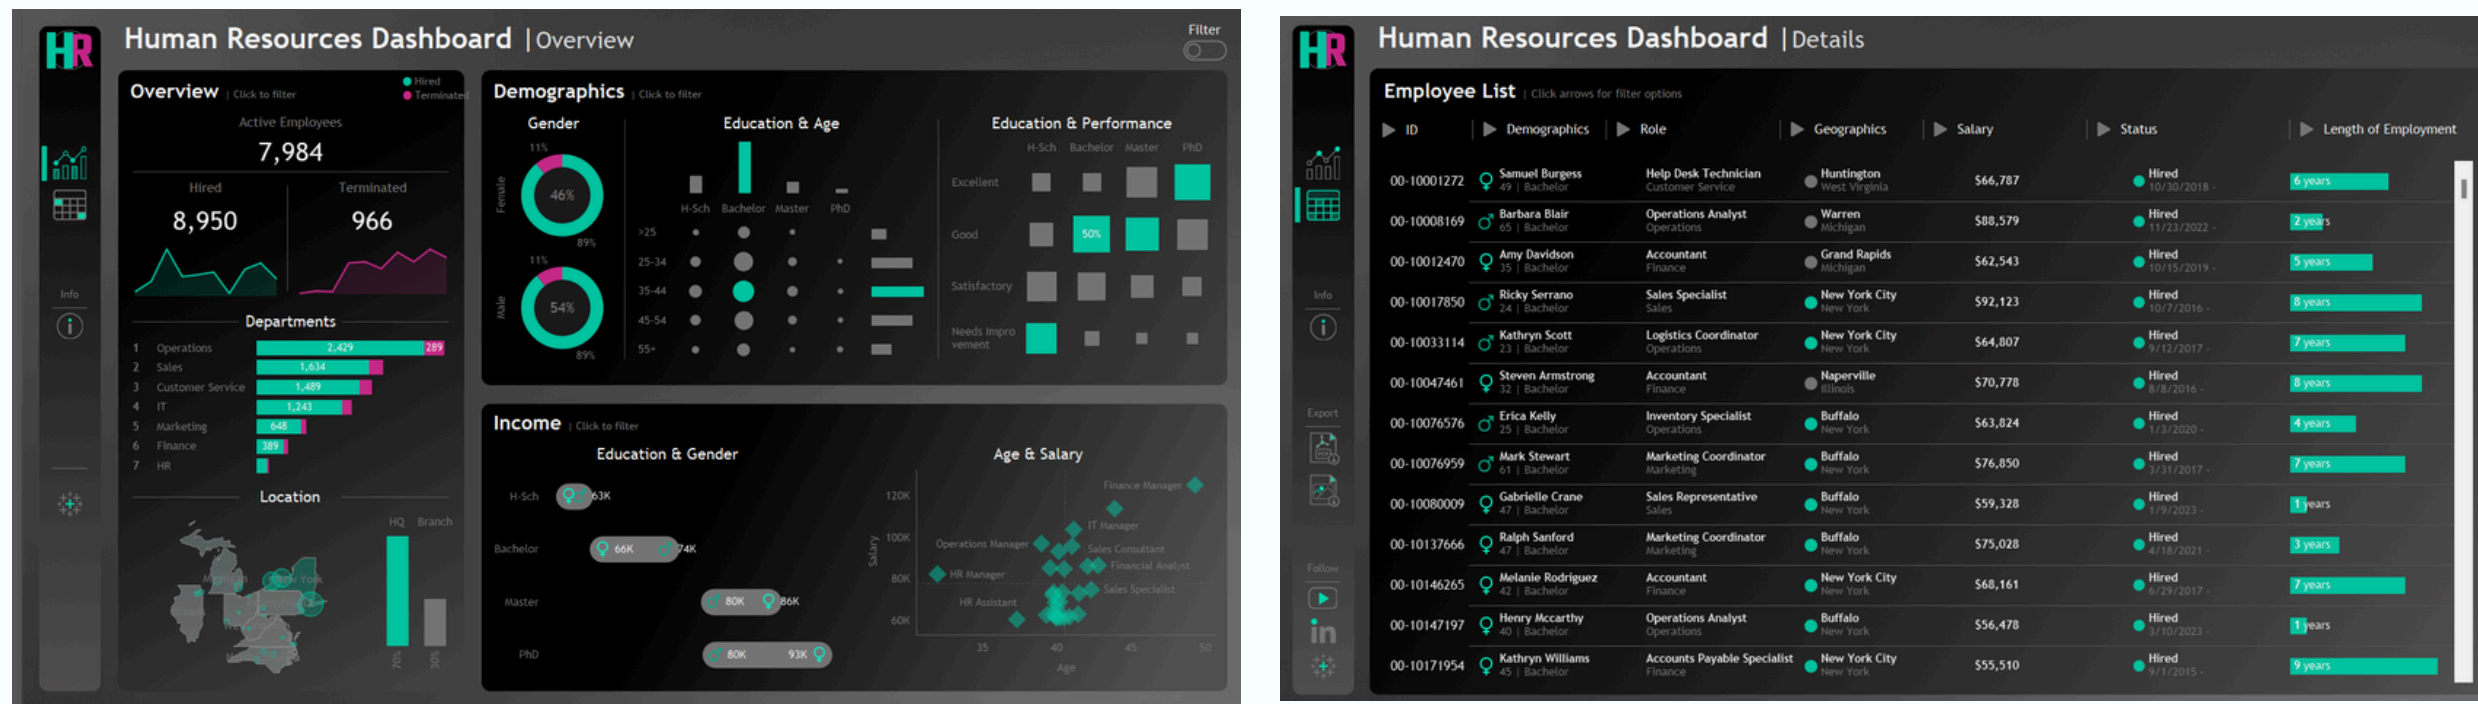 HR
Human Resources Dashboard | Overview
Filter
Info
Overview | Click to filter
Hired
Terminated
Active Employees
7,984
Hired
8,950
Terminated
966
Departments
1 Operations 2,429 289
2 Sales 1,634
3 Customer Service 1,489
4 IT 1,243
5 Marketing 648
6 Finance 389
7 HR
Location
HQ Branch
Michigan
New York
Illinois
70% 30%
Demographics | Click to filter
Gender
11%
Female
46%
89%
11%
Male
54%
89%
Education & Age
H-Sch Bachelor Master PhD
>25
25-34
35-44
45-54
55+
Education & Performance
H-Sch Bachelor Master PhD
Excellent
Good
50%
Satisfactory
Needs Impro
vement
Income | Click to filter
Education & Gender
H-Sch 63K
Bachelor 66K 74K
Master 80K 86K
PhD 80K 93K
Age & Salary
Salary
120K
100K
80K
60K
Finance Manager
IT Manager
Operations Manager
Sales Consultant
Financial Analyst
HR Manager
Sales Specialist
HR Assistant
35 40 45 50
Age
HR
Human Resources Dashboard | Details
Info
Export
Follow
in
Employee List | Click arrows for filter options
ID | Demographics | Role | Geographics | Salary | Status | Length of Employment
00-10001272 Samuel Burgess Help Desk Technician Huntington $66,787 Hired 6 years
49 | Bachelor Customer Service West Virginia 10/30/2018 -
00-10008169 Barbara Blair Operations Analyst Warren $88,579 Hired 2 years
65 | Bachelor Operations Michigan 11/23/2022 -
00-10012470 Amy Davidson Accountant Grand Rapids $62,543 Hired 5 years
35 | Bachelor Finance Michigan 10/15/2019 -
00-10017850 Ricky Serrano Sales Specialist New York City $92,123 Hired 8 years
24 | Bachelor Sales New York 10/7/2016 -
00-10033114 Kathryn Scott Logistics Coordinator New York City $64,807 Hired 7 years
23 | Bachelor Operations New York 9/12/2017 -
00-10047461 Steven Armstrong Accountant Naperville $70,778 Hired 8 years
32 | Bachelor Finance Illinois 8/8/2016 -
00-10076576 Erica Kelly Inventory Specialist Buffalo $63,824 Hired 4 years
25 | Bachelor Operations New York 1/3/2020 -
00-10076959 Mark Stewart Marketing Coordinator Buffalo $76,850 Hired 7 years
61 | Bachelor Marketing New York 3/31/2017 -
00-10080009 Gabrielle Crane Sales Representative Buffalo $59,328 Hired 1 years
47 | Bachelor Sales New York 1/9/2023 -
00-10137666 Ralph Sanford Marketing Coordinator Buffalo $75,028 Hired 3 years
47 | Bachelor Marketing New York 4/18/2021 -
00-10146265 Melanie Rodriguez Accountant New York City $68,161 Hired 7 years
42 | Bachelor Finance New York 6/29/2017 -
00-10147197 Henry Mccarthy Operations Analyst Buffalo $56,478 Hired 1 years
40 | Bachelor Operations New York 3/10/2023 -
00-10171954 Kathryn Williams Accounts Payable Specialist New York City $55,510 Hired 9 years
45 | Bachelor Finance New York 9/1/2015 -